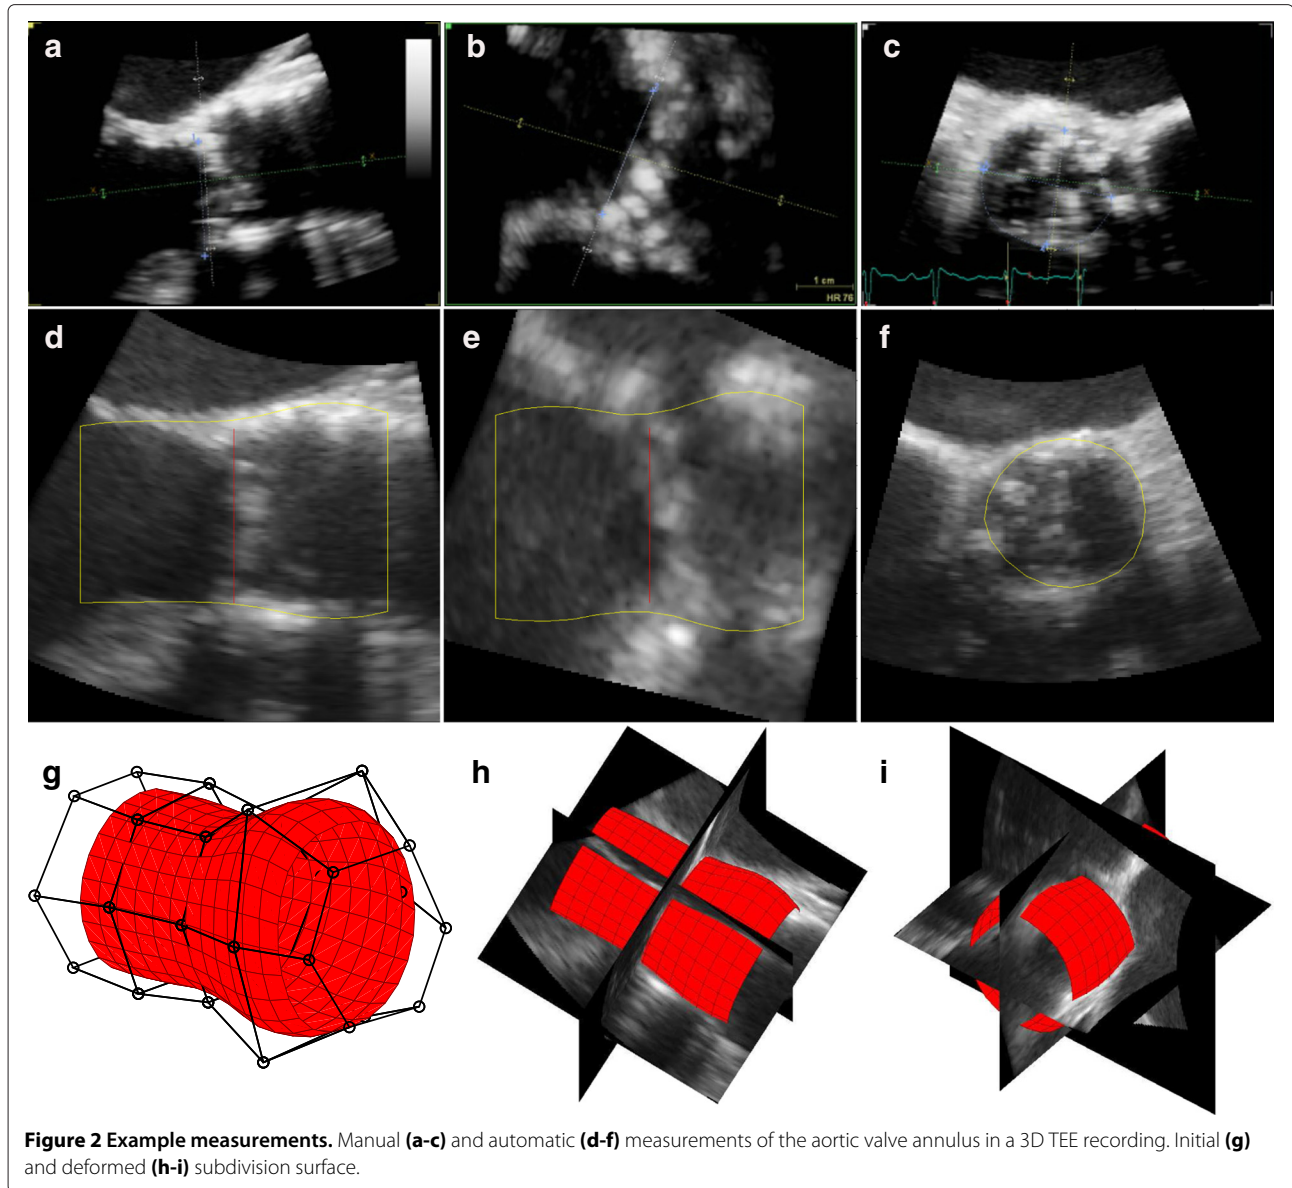 a
b
c
x
x
1
1 cm
HR 76
x
d
e
f
g
h
i
Figure 2 Example measurements. Manual (a-c) and automatic (d-f) measurements of the aortic valve annulus in a 3D TEE recording. Initial (g)
and deformed (h-i) subdivision surface.